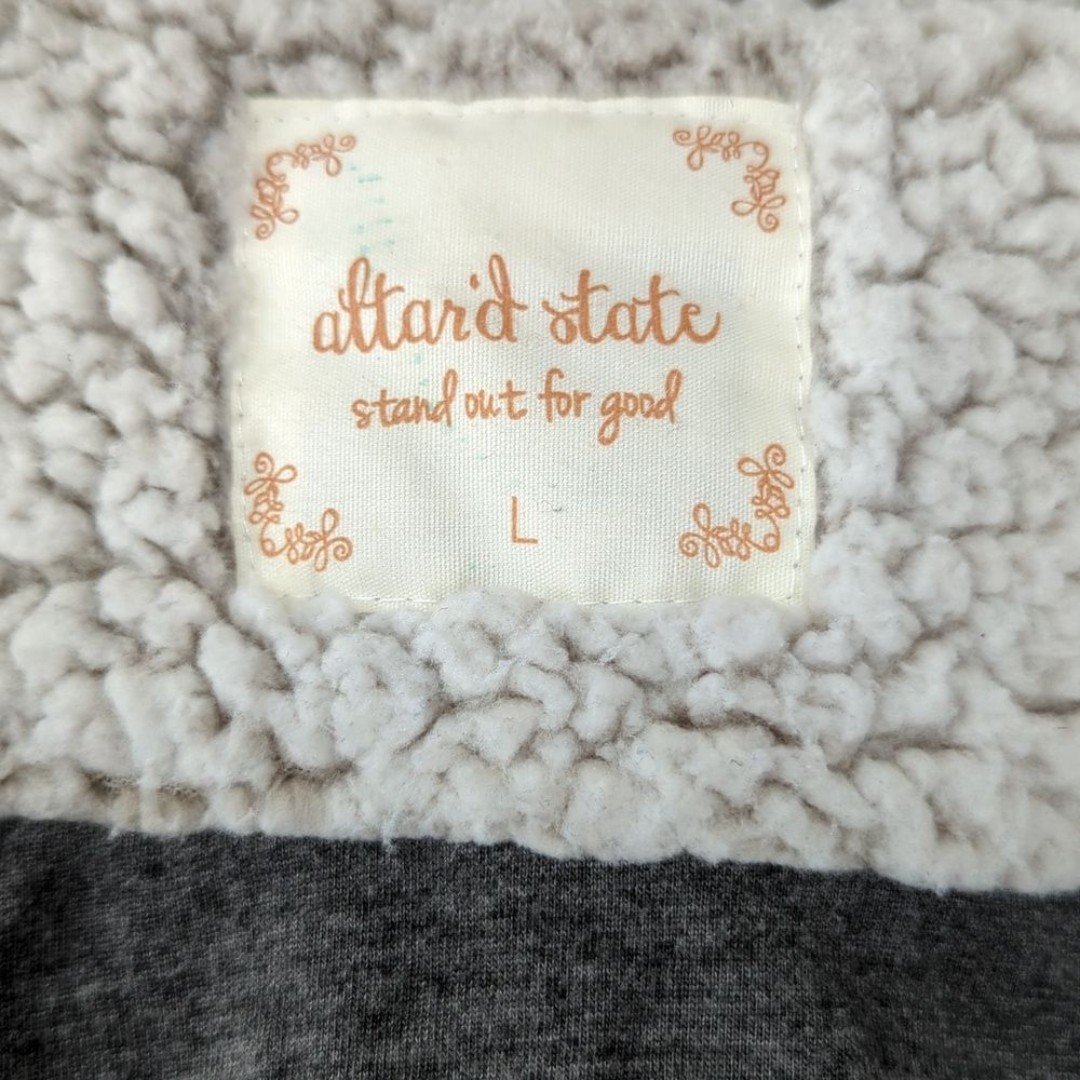 altar'd state
stand out for good
L